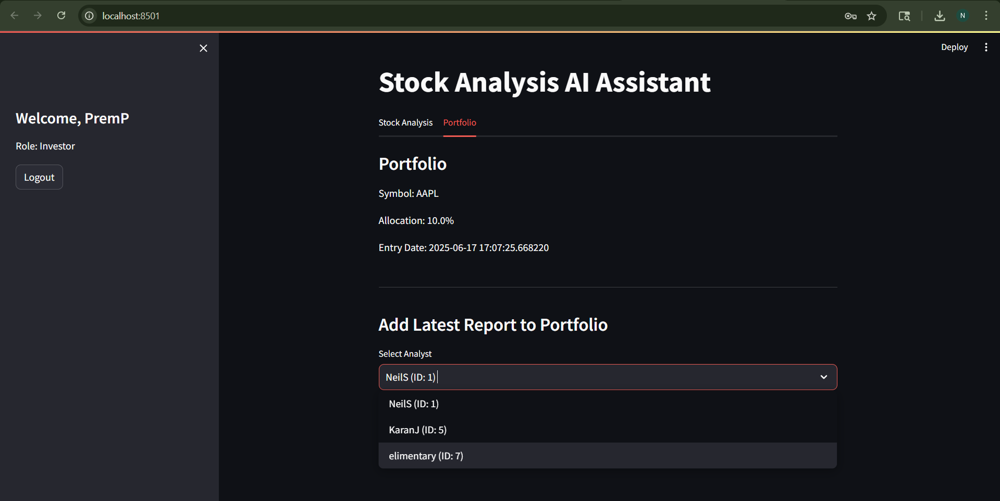 localhost:8501
N
Deploy
Welcome, PremP
Role: Investor
Logout
Stock Analysis AI Assistant
Stock Analysis Portfolio
Portfolio
Symbol: AAPL
Allocation: 10.0%
Entry Date: 2025-06-17 17:07:25.668220
Add Latest Report to Portfolio
Select Analyst
NeilS (ID: 1)
NeilS (ID: 1)
KaranJ (ID: 5)
elimentary (ID: 7)